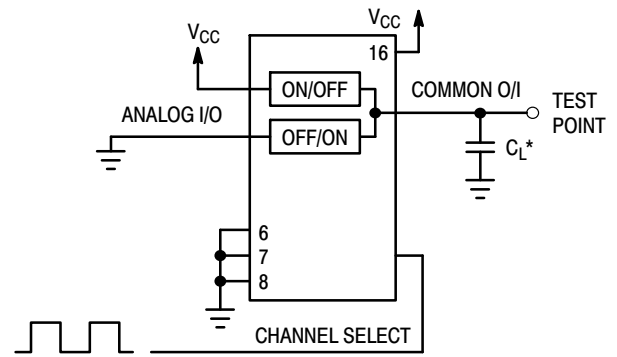 VCC
VCC
16
ON/OFF
COMMON O/I
TEST
POINT
ANALOG I/O
OFF/ON
CL*
6
7
8
CHANNEL SELECT